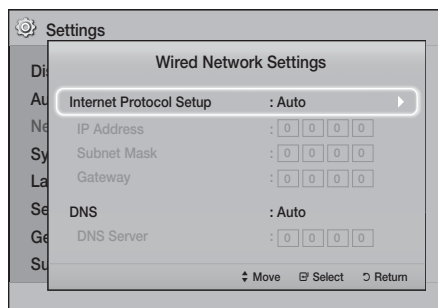 Settings
Wired Network Settings
Internet Protocol Setup : Auto
IP Address : 0 0 0 0
Subnet Mask : 0 0 0 0
Gateway : 0 0 0 0
DNS : Auto
DNS Server : 0 0 0 0
Move Select Return